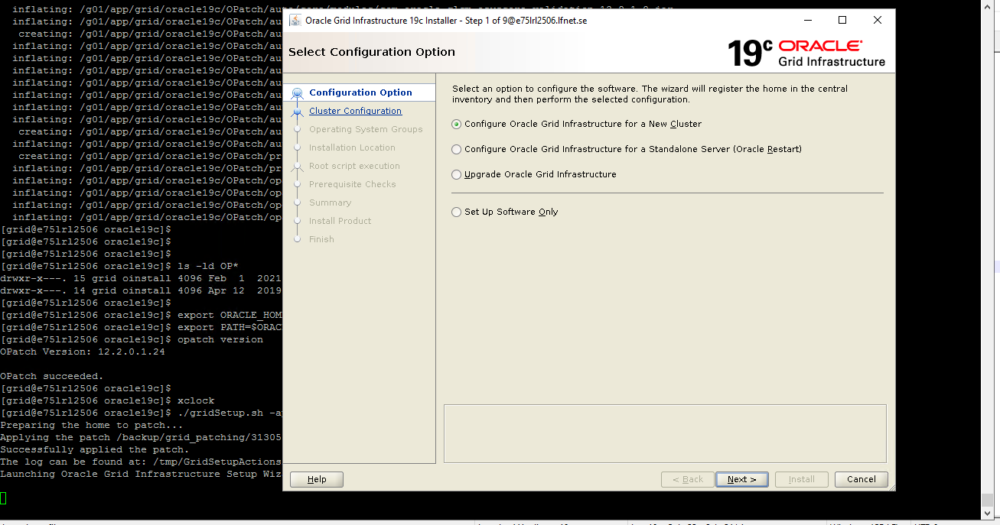 inflating: /g01/app/grid/oracle19c/OPatch/au
inflating: /g01/app/grid/oracle19c/OPatch/au
creating: /g01/app/grid/oracle19c/OPatch/au
inflating: /g01/app/grid/oracle19c/OPatch/au
inflating: /g01/app/grid/oracle19c/OPatch/au
inflating: /g01/app/grid/oracle19c/OPatch/au
inflating: /g01/app/grid/oracle19c/OPatch/au
inflating: /g01/app/grid/oracle19c/OPatch/au
inflating: /g01/app/grid/oracle19c/OPatch/au
inflating: /g01/app/grid/oracle19c/OPatch/au
creating: /g01/app/grid/oracle19c/OPatch/au
inflating: /g01/app/grid/oracle19c/OPatch/au
creating: /g01/app/grid/oracle19c/OPatch/pr
inflating: /g01/app/grid/oracle19c/OPatch/pr
inflating: /g01/app/grid/oracle19c/OPatch/op
inflating: /g01/app/grid/oracle19c/OPatch/op
inflating: /g01/app/grid/oracle19c/OPatch/op
inflating: /g01/app/grid/oracle19c/OPatch/op
[grid@e75lrl2506 oracle19c]$
[grid@e75lrl2506 oracle19c]$
[grid@e75lrl2506 oracle19c]$
[grid@e75lrl2506 oracle19c]$ ls -ld OP*
drwxr-x---. 15 grid oinstall 4096 Feb 1 2021
drwxr-x---. 14 grid oinstall 4096 Apr 12 2019
[grid@e75lrl2506 oracle19c]$
[grid@e75lrl2506 oracle19c]$ export ORACLE_HOM
[grid@e75lrl2506 oracle19c]$ export PATH=$ORAC
[grid@e75lrl2506 oracle19c]$ opatch version
OPatch Version: 12.2.0.1.24
OPatch succeeded.
[grid@e75lrl2506 oracle19c]$
[grid@e75lrl2506 oracle19c]$ xclock
[grid@e75lrl2506 oracle19c]$ ./gridSetup.sh -ap
Preparing the home to patch...
Applying the patch /backup/grid_patching/31305
Successfully applied the patch.
The log can be found at: /tmp/GridSetupActions
Launching Oracle Grid Infrastructure Setup Wiz
Oracle Grid Infrastructure 19c Installer - Step 1 of 9@e75lrl2506.lfnet.se
Select Configuration Option
19c ORACLE
Grid Infrastructure
Configuration Option
Cluster Configuration
Operating System Groups
Installation Location
Root script execution
Prerequisite Checks
Summary
Install Product
Finish
Select an option to configure the software. The wizard will register the home in the central
inventory and then perform the selected configuration.
Configure Oracle Grid Infrastructure for a New Cluster
Configure Oracle Grid Infrastructure for a Standalone Server (Oracle Restart)
Upgrade Oracle Grid Infrastructure
Set Up Software Only
Help
< Back
Next >
Install
Cancel